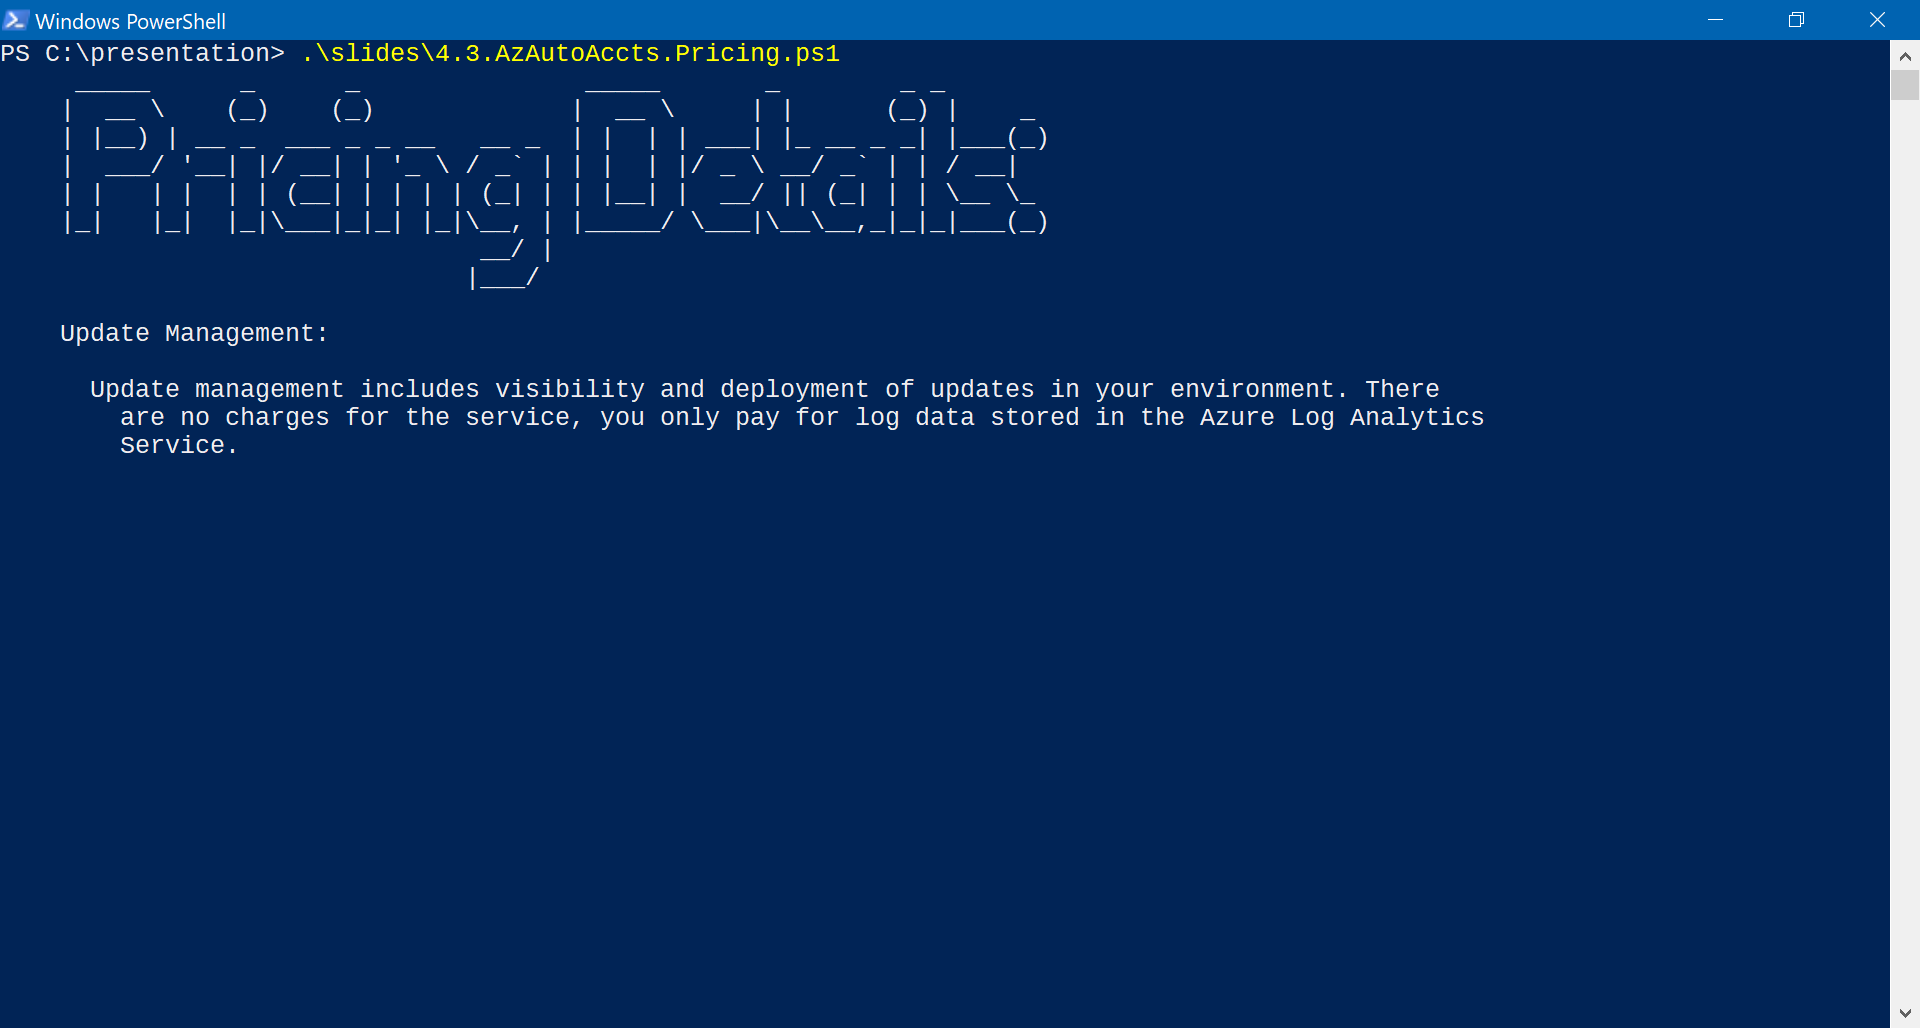 Windows PowerShell
PS C:\presentation> .\slides\4.3.AzAutoAccts.Pricing.ps1
Pricing Details:
Update Management:
Update management includes visibility and deployment of updates in your environment. There
are no charges for the service, you only pay for log data stored in the Azure Log Analytics
Service.